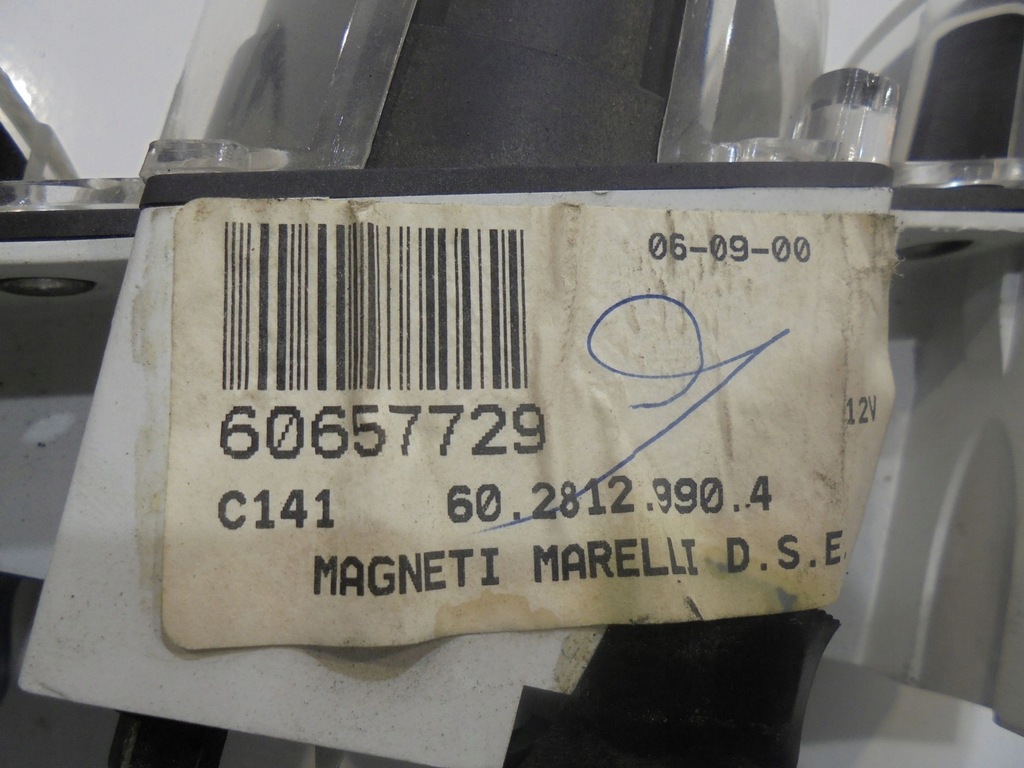 06-09-00
12V
60657729
C141 60.2812.990.4
MAGNETI MARELLI D.S.E.